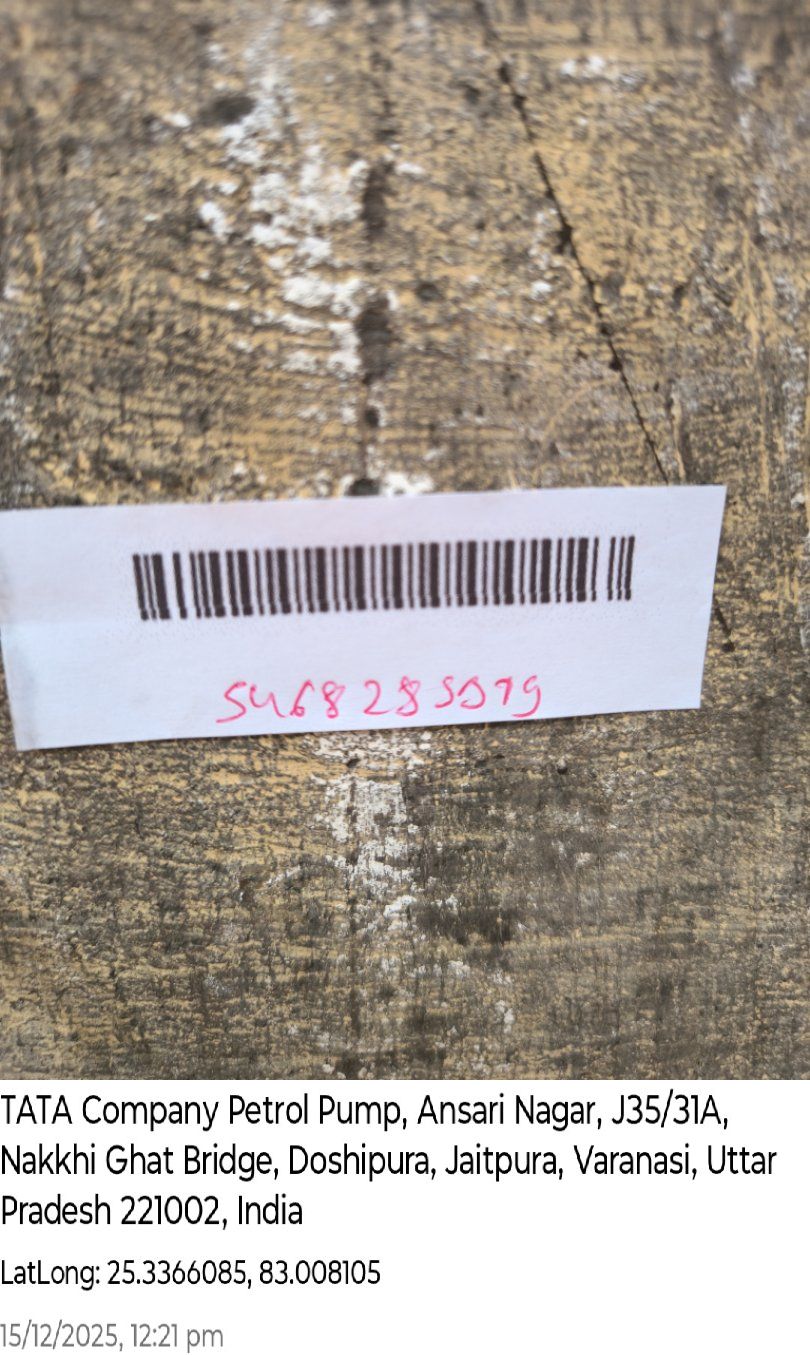 5468285579
TATA Company Petrol Pump, Ansari Nagar, J35/31A,
Nakkhi Ghat Bridge, Doshipura, Jaitpura, Varanasi, Uttar
Pradesh 221002, India
LatLong: 25.3366085, 83.008105
15/12/2025, 12:21 pm